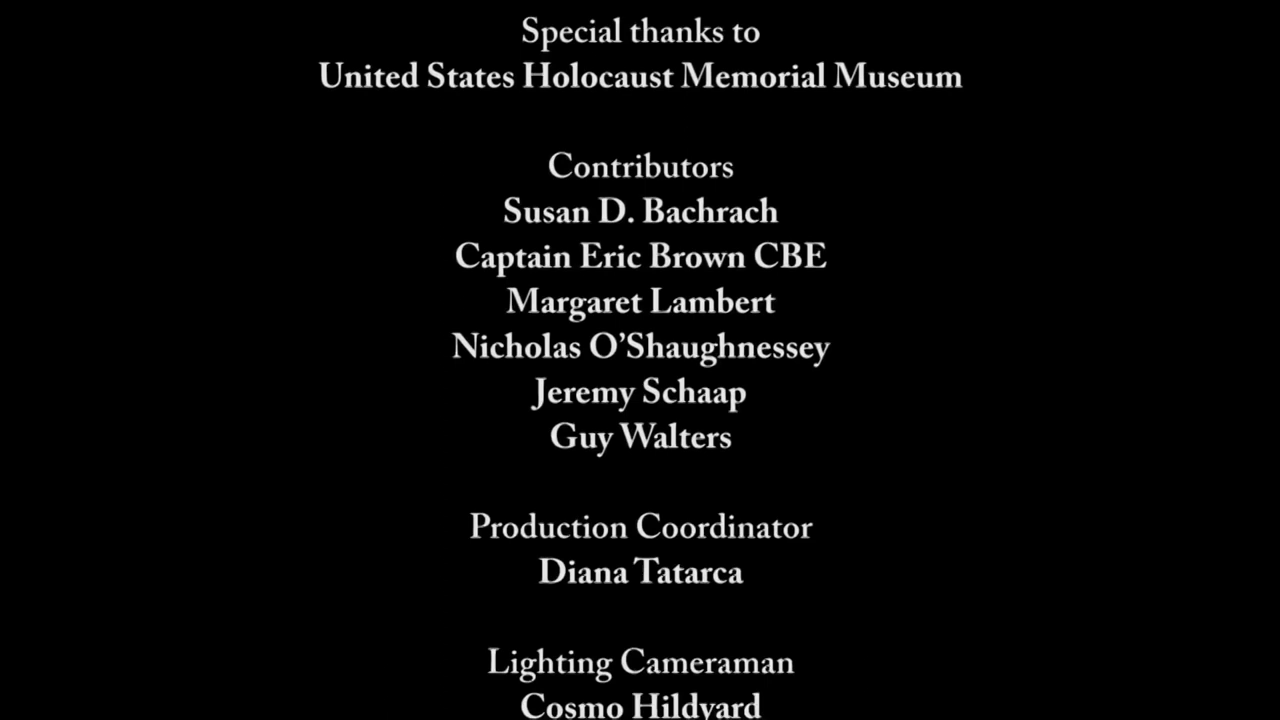 Special thanks to
United States Holocaust Memorial Museum
Contributors
Susan D. Bachrach
Captain Eric Brown CBE
Margaret Lambert
Nicholas O’Shaughnessey
Jeremy Schaap
Guy Walters
Production Coordinator
Diana Tatarca
Lighting Cameraman
Cosmo Hildyard